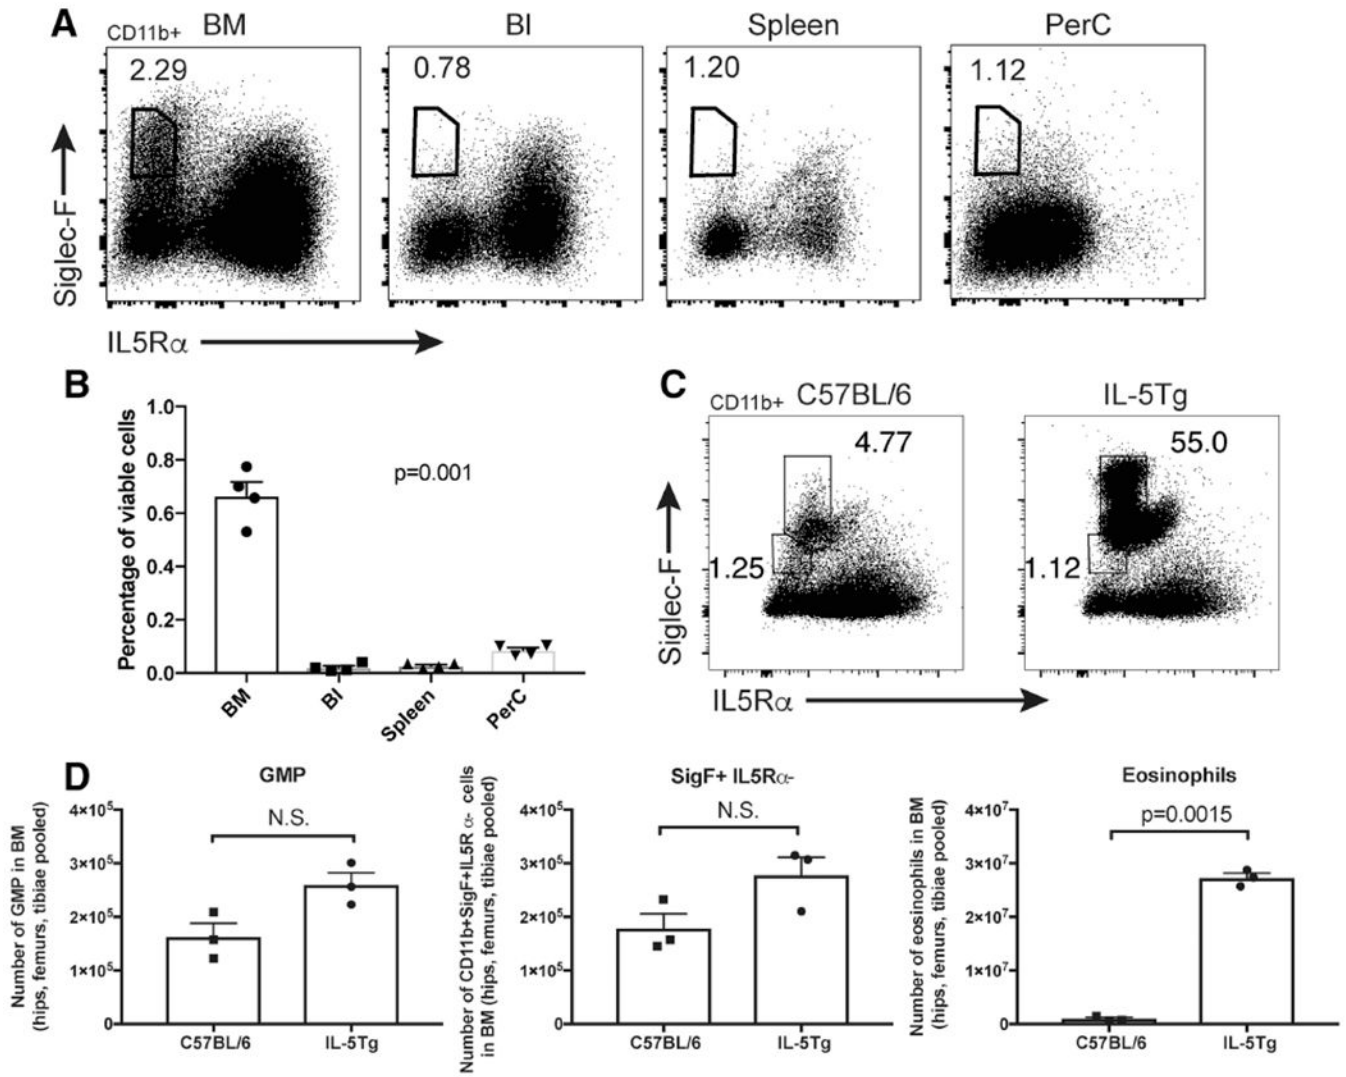 A
CD11b+ BM
Bl
Spleen
PerC
2.29
0.78
1.20
1.12
Siglec-F
IL5Rα
B
Percentage of viable cells
1.0
0.8
0.6
0.4
0.2
0.0
p=0.001
BM
Bl
Spleen
PerC
C
CD11b+ C57BL/6
IL-5Tg
4.77
55.0
1.25
1.12
Siglec-F
IL5Rα
D
GMP
Number of GMP in BM
(hips, femurs, tibiae pooled)
4×10⁵
3×10⁵
2×10⁵
1×10⁵
0
N.S.
C57BL/6
IL-5Tg
SigF+ IL5Rα-
Number of CD11b+SigF+IL5R α- cells
in BM (hips, femurs, tibiae pooled)
4×10⁵
3×10⁵
2×10⁵
1×10⁵
0
N.S.
C57BL/6
IL-5Tg
Eosinophils
Number of eosinophils in BM
(hips, femurs, tibiae pooled)
4×10⁷
3×10⁷
2×10⁷
1×10⁷
0
p=0.0015
C57BL/6
IL-5Tg